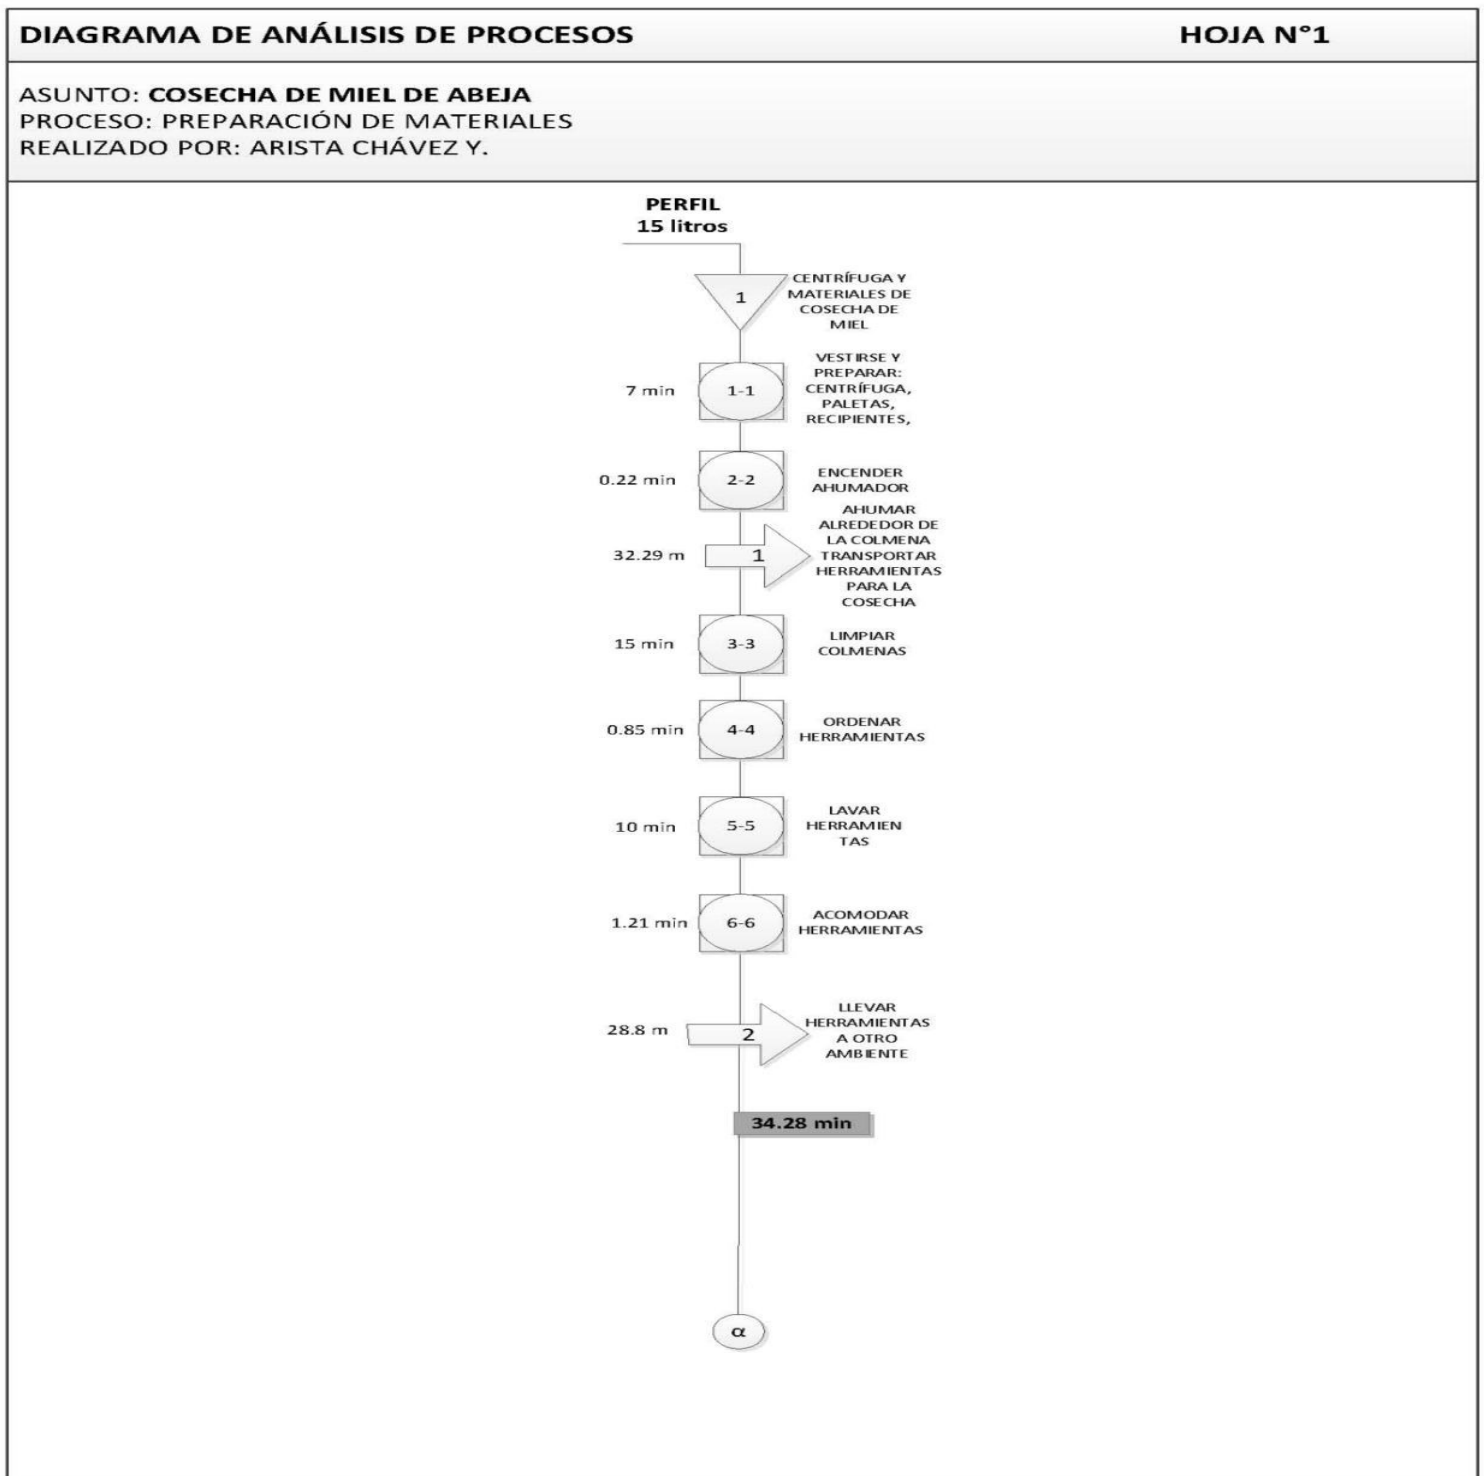 DIAGRAMA DE ANÁLISIS DE PROCESOS HOJA N°1
ASUNTO: COSECHA DE MIEL DE ABEJA
PROCESO: PREPARACIÓN DE MATERIALES
REALIZADO POR: ARISTA CHÁVEZ Y.
PERFIL
15 litros
1
CENTRÍFUGA Y
MATERIALES DE
COSECHA DE
MIEL
7 min
1-1
VESTIRSE Y
PREPARAR:
CENTRÍFUGA,
PALETAS,
RECIPIENTES,
0.22 min
2-2
ENCENDER
AHUMADOR
32.29 m
1
AHUMAR
ALREDEDOR DE
LA COLMENA
TRANSPORTAR
HERRAMIENTAS
PARA LA
COSECHA
15 min
3-3
LIMPIAR
COLMENAS
0.85 min
4-4
ORDENAR
HERRAMIENTAS
10 min
5-5
LAVAR
HERRAMIEN
TAS
1.21 min
6-6
ACOMODAR
HERRAMIENTAS
28.8 m
2
LLEVAR
HERRAMIENTAS
A OTRO
AMBIENTE
34.28 min
α